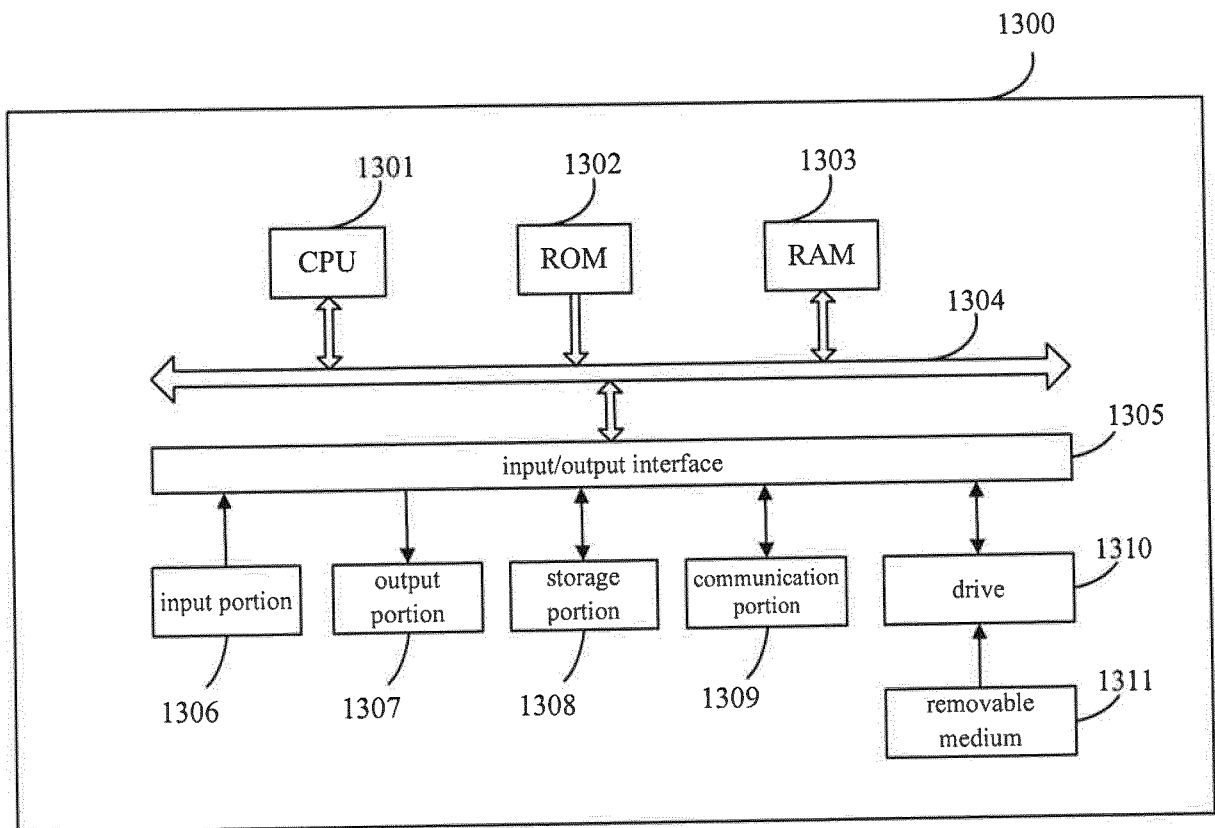 1300
1301
1302
1303
CPU
ROM
RAM
1304
1305
input/output interface
1310
input portion
output
portion
storage
portion
communication
portion
drive
1306
1307
1308
1309
1311
removable
medium